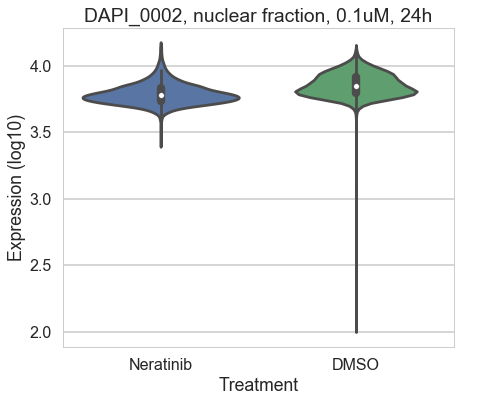 DAPI_0002, nuclear fraction, 0.1uM, 24h
Expression (log10)
4.0
3.5
3.0
2.5
2.0
Neratinib DMSO
Treatment